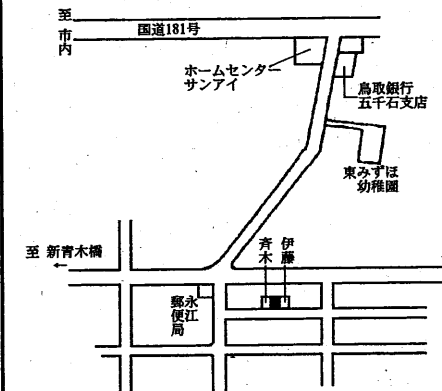 至
市内
国道181号
ホームセンター
サンアイ
鳥取銀行
五千石支店
東みずほ
幼稚園
至 新青木橋
←
斉木
伊藤
永江
郵便局